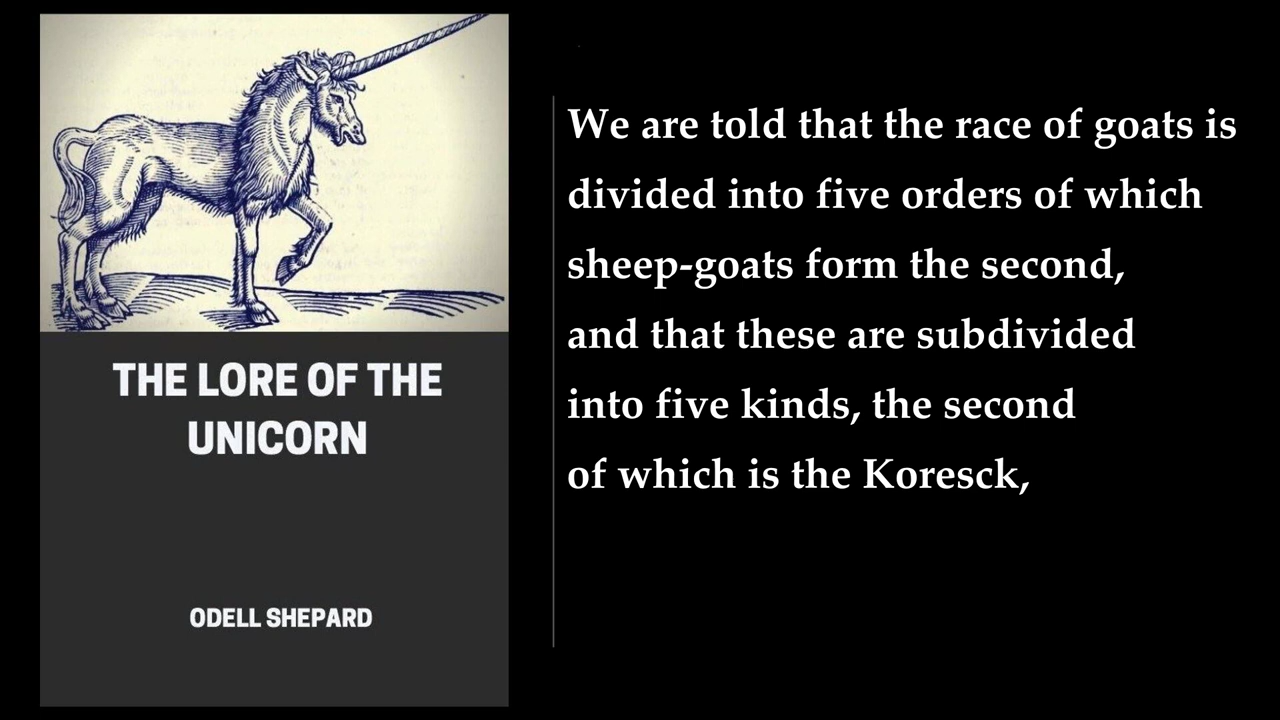 THE LORE OF THE
UNICORN
ODELL SHEPARD
We are told that the race of goats is
divided into five orders of which
sheep-goats form the second,
and that these are subdivided
into five kinds, the second
of which is the Koresck,